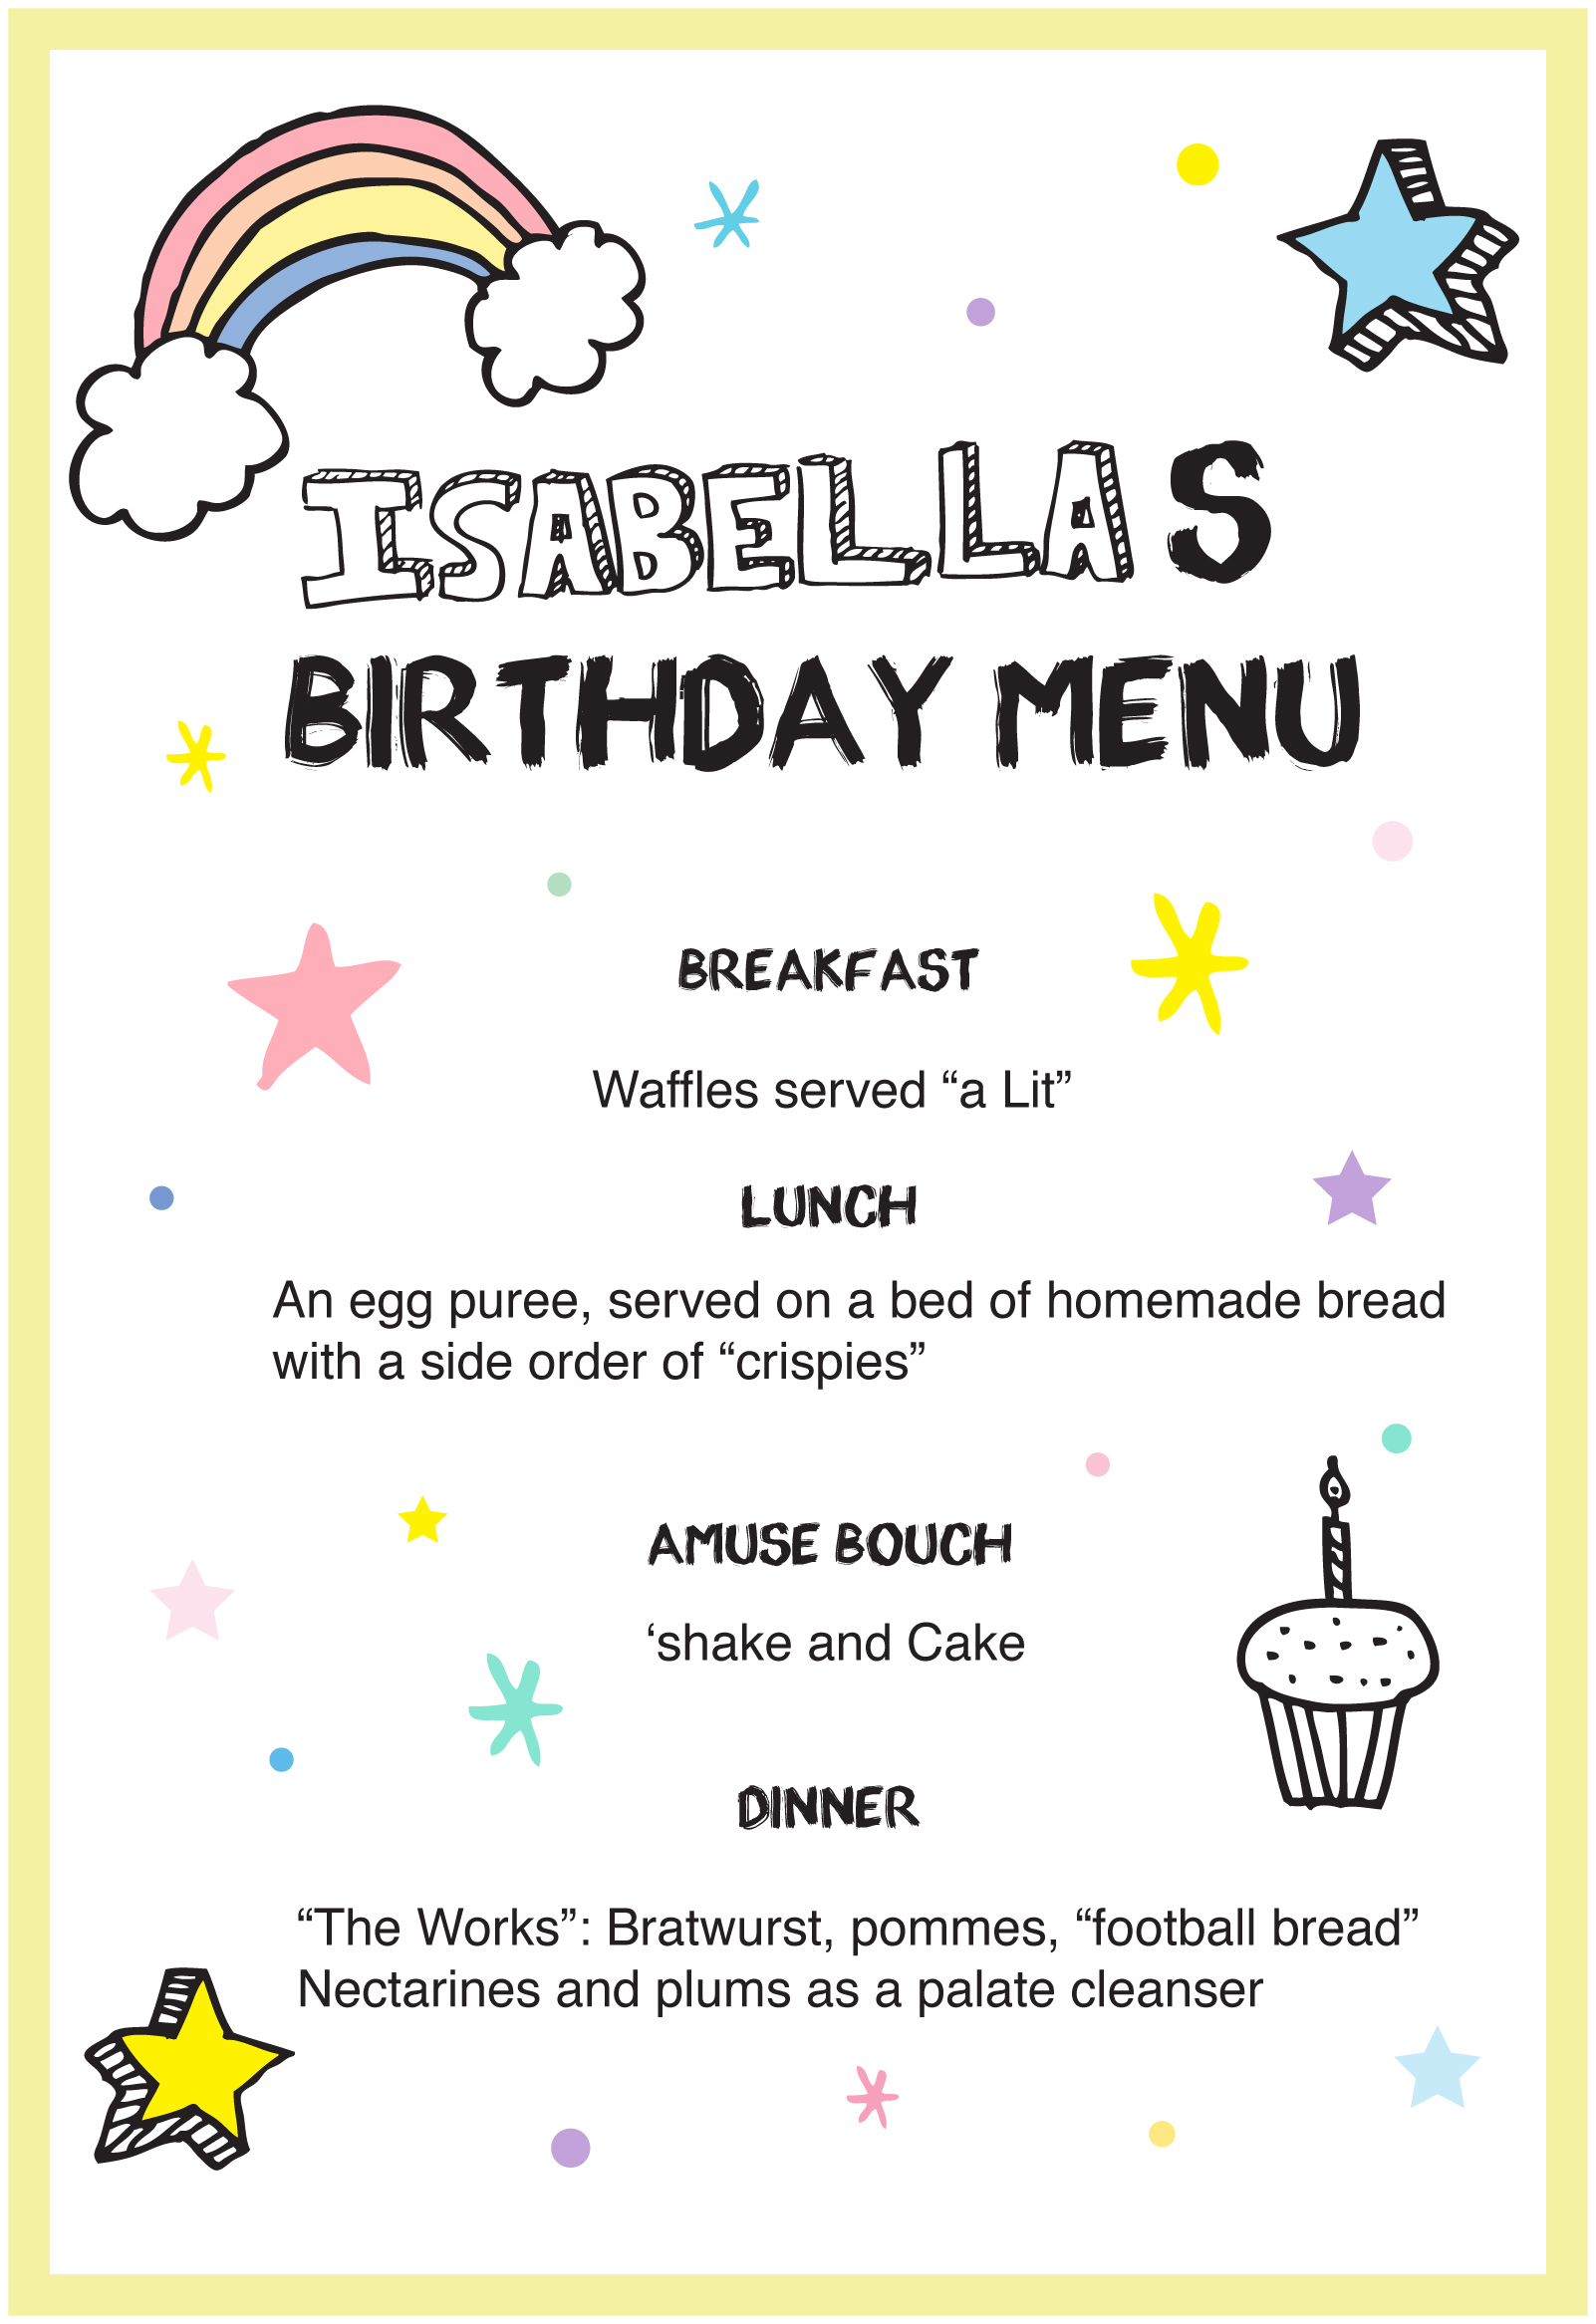 ISABELLA S
BIRTHDAY MENU
BREAKFAST
Waffles served “a Lit”
LUNCH
An egg puree, served on a bed of homemade bread
with a side order of “crispies”
AMUSE BOUCH
‘shake and Cake
DINNER
“The Works”: Bratwurst, pommes, “football bread”
Nectarines and plums as a palate cleanser